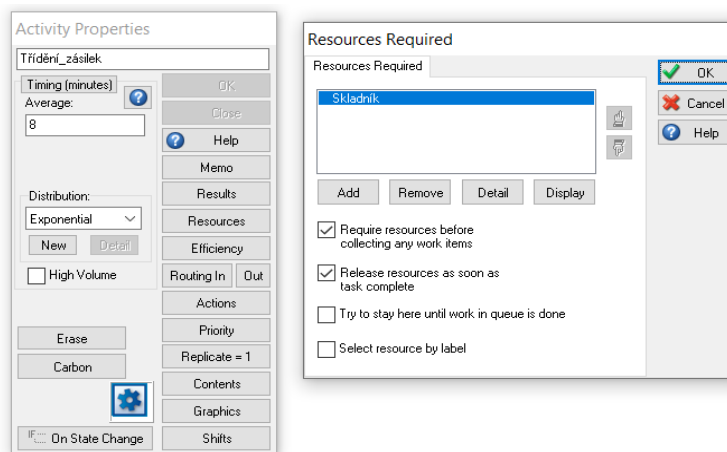 Activity Properties
Třídění_zásilek
Timing (minutes)
Average:
8
Distribution:
Exponential
New
Detail
High Volume
Erase
Carbon
IF On State Change
OK
Close
Help
Memo
Results
Resources
Efficiency
Routing In
Out
Actions
Priority
Replicate = 1
Contents
Graphics
Shifts
Resources Required
Resources Required
Skladník
Add
Remove
Detail
Display
Require resources before
collecting any work items
Release resources as soon as
task complete
Try to stay here until work in queue is done
Select resource by label
OK
Cancel
Help